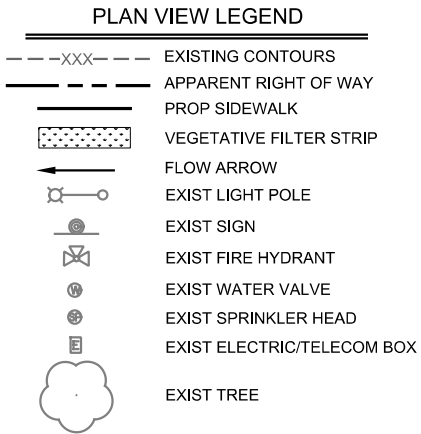 PLAN VIEW LEGEND
XXX EXISTING CONTOURS
APPARENT RIGHT OF WAY
PROP SIDEWALK
VEGETATIVE FILTER STRIP
FLOW ARROW
EXIST LIGHT POLE
EXIST SIGN
EXIST FIRE HYDRANT
W EXIST WATER VALVE
SP EXIST SPRINKLER HEAD
E EXIST ELECTRIC/TELECOM BOX
EXIST TREE